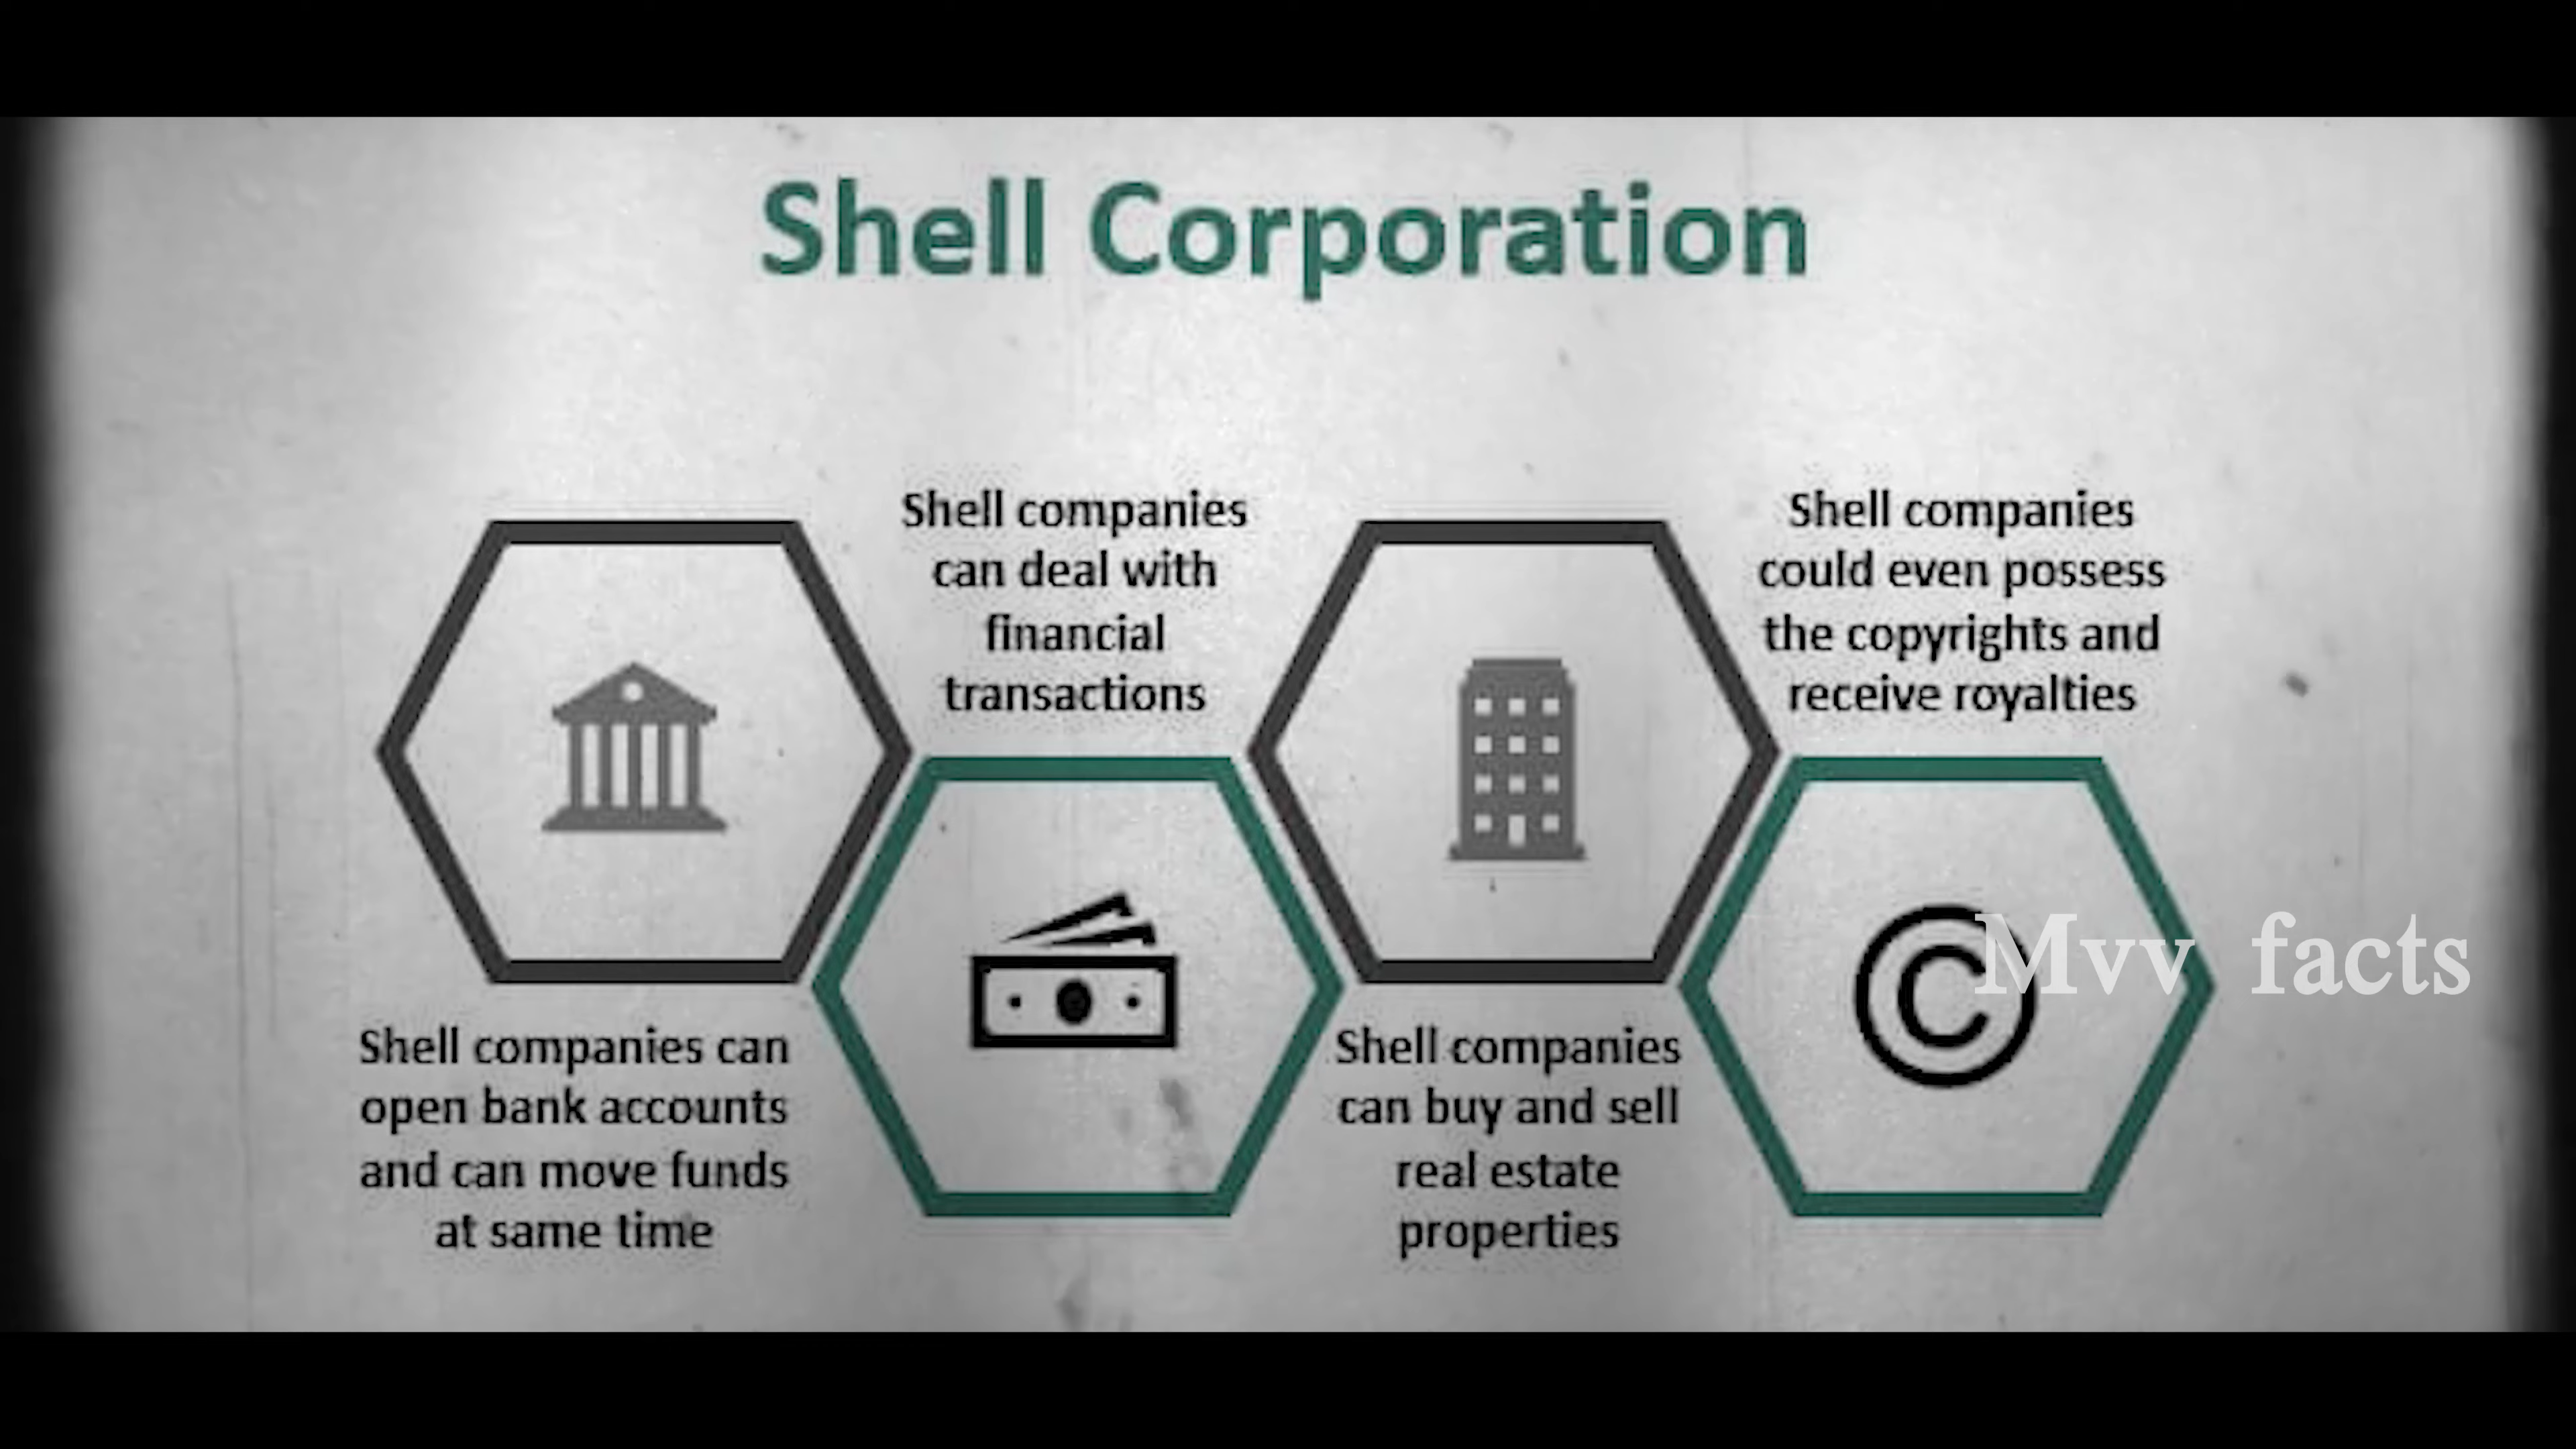 Shell Corporation
Shell companies can
open bank accounts
and can move funds
at same time
Shell companies
can deal with
financial
transactions
Shell companies
can buy and sell
real estate
properties
Shell companies
could even possess
the copyrights and
receive royalties
©
Mvv facts